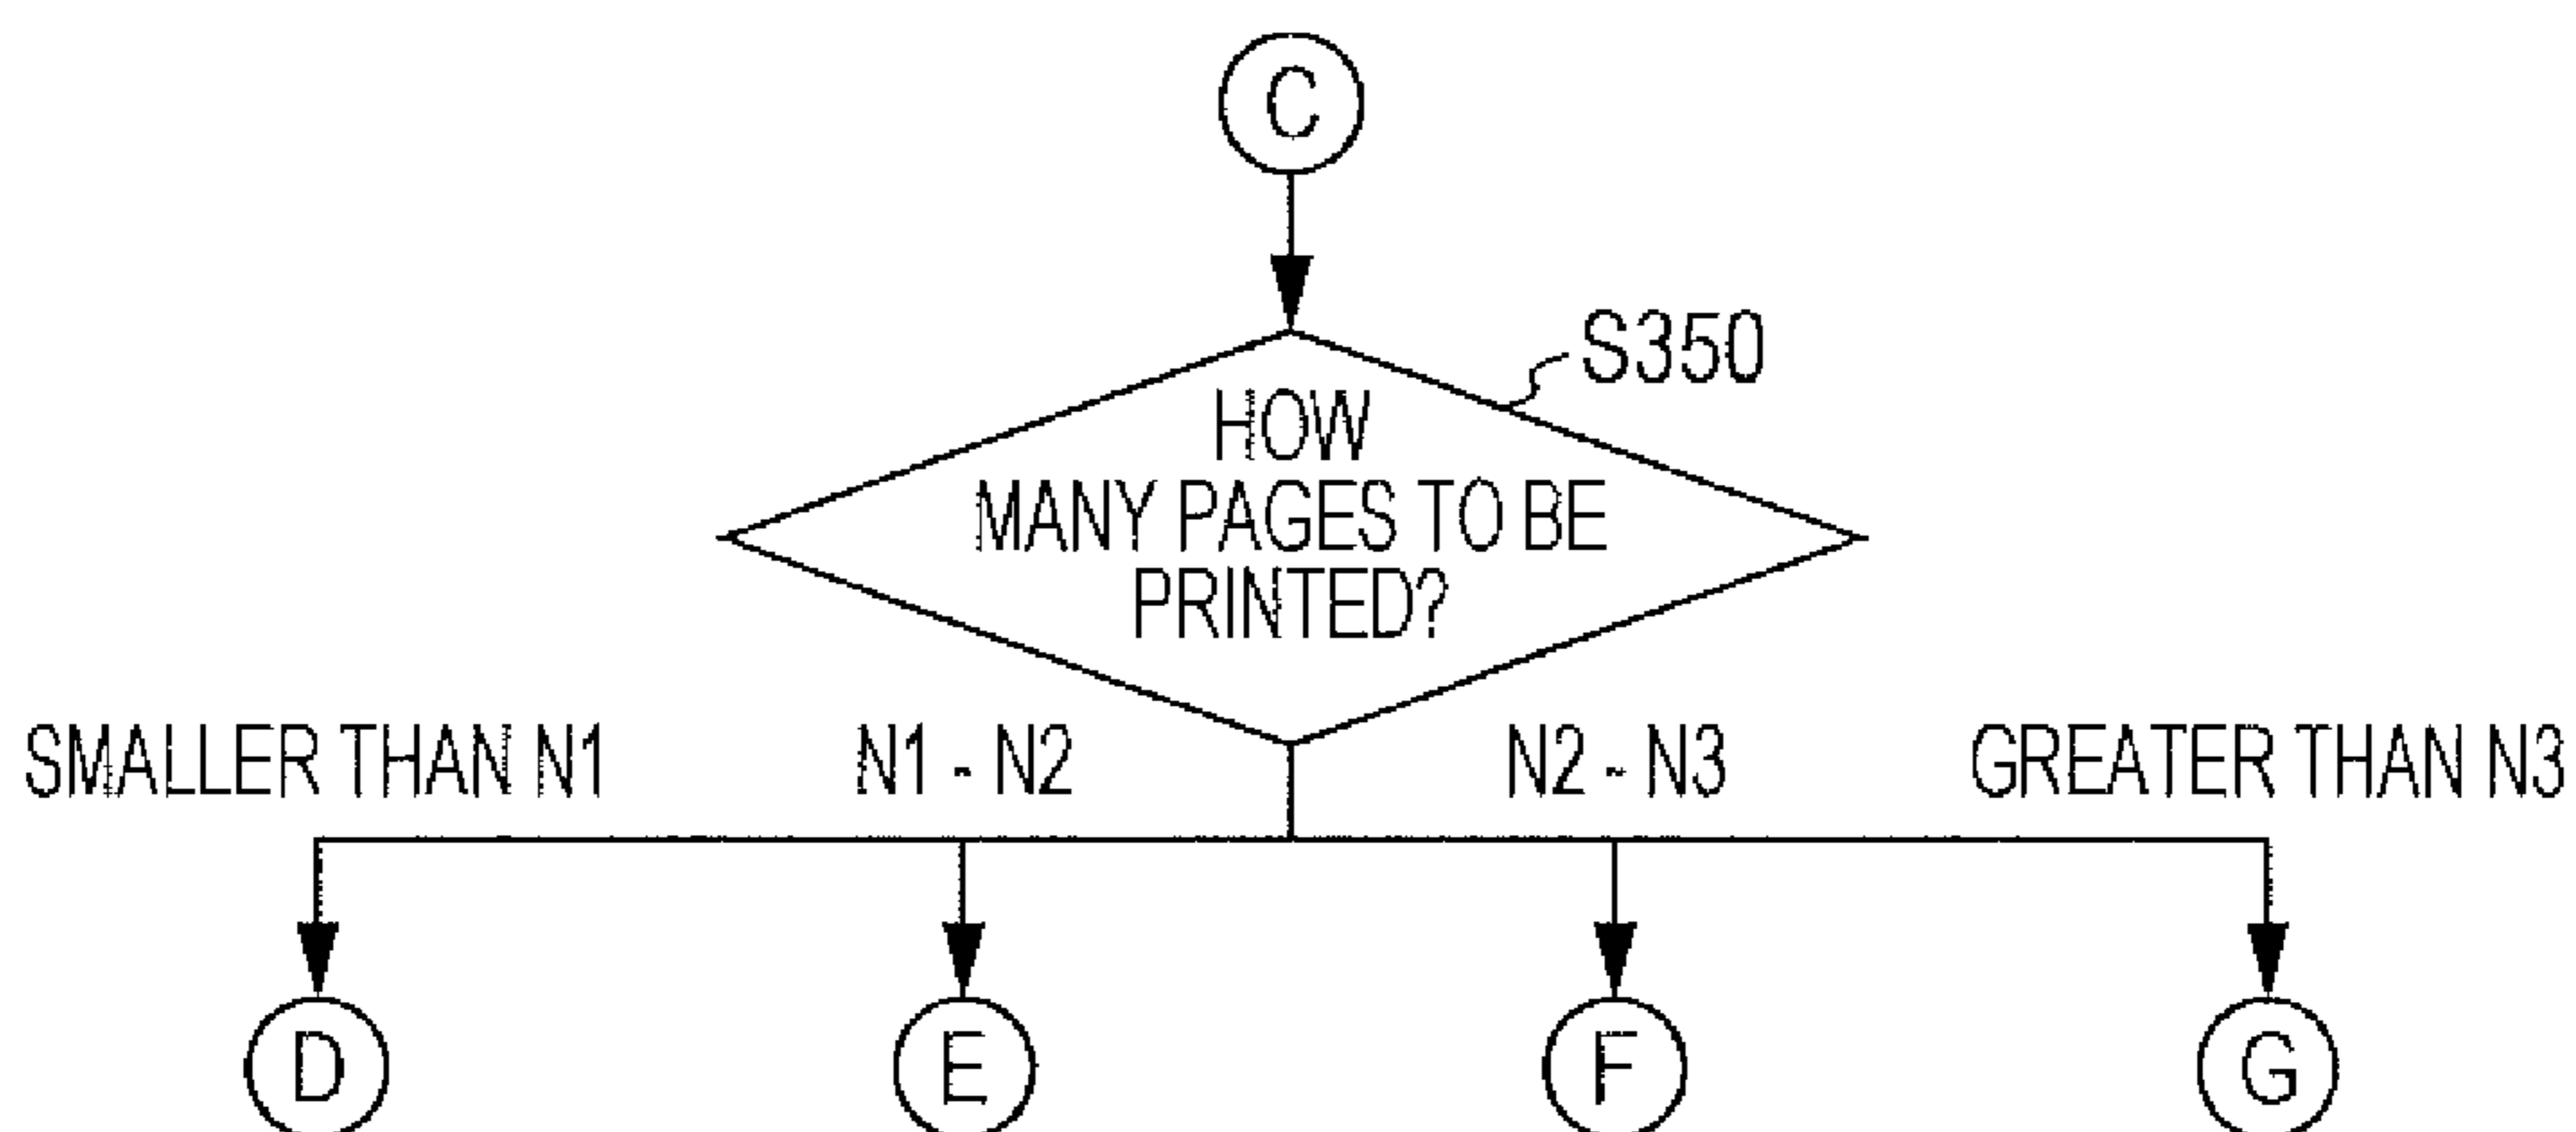 C
S350
HOW
MANY PAGES TO BE
PRINTED?
SMALLER THAN N1
N1 - N2
N2 - N3
GREATER THAN N3
D
E
F
G